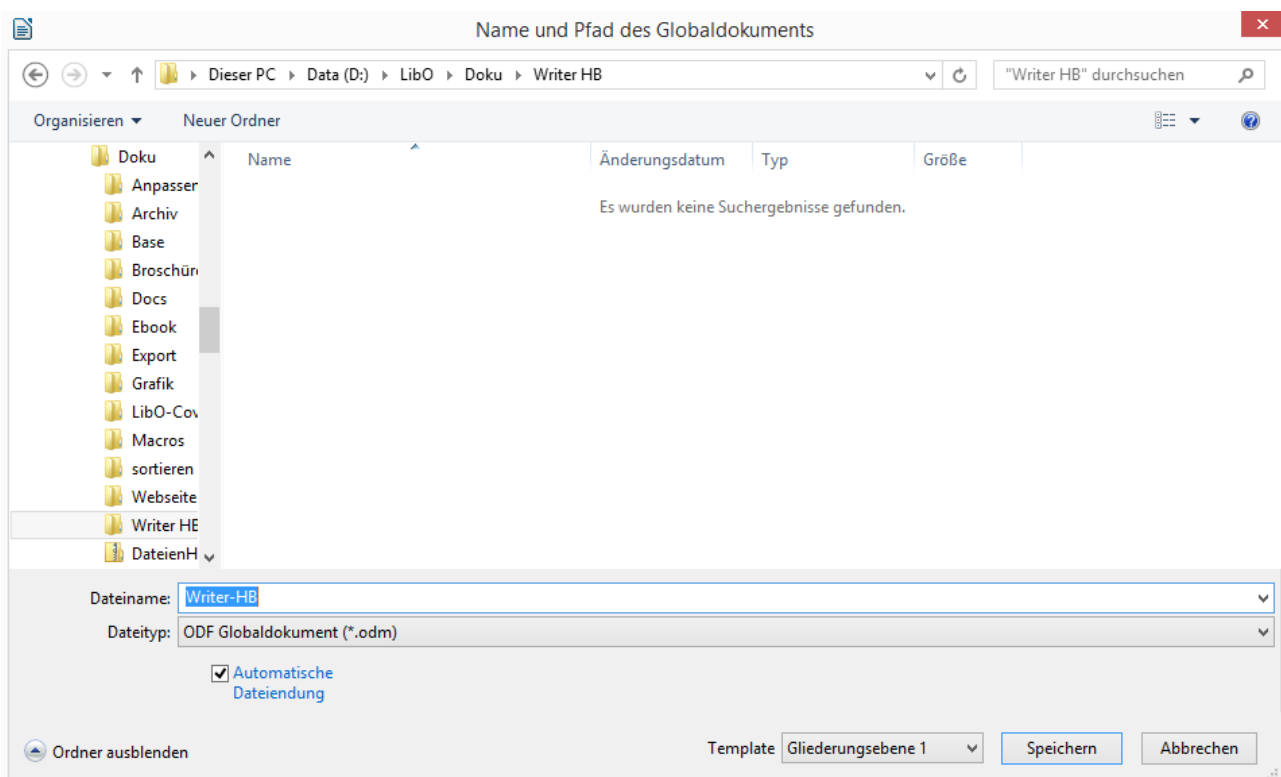 Name und Pfad des Globaldokuments
Dieser PC Data (D:) LibO Doku Writer HB "Writer HB" durchsuchen
Organisieren Neuer Ordner
Doku Name Änderungsdatum Typ Größe
Anpasser
Archiv Es wurden keine Suchergebnisse gefunden.
Base
Broschür
Docs
Ebook
Export
Grafik
LibO-Cov
Macros
sortieren
Webseite
Writer HB
DateienH
Dateiname: Writer-HB
Dateityp: ODF Globaldokument (*.odm)
Automatische
Dateiendung
Ordner ausblenden Template Gliederungsebene 1 Speichern Abbrechen